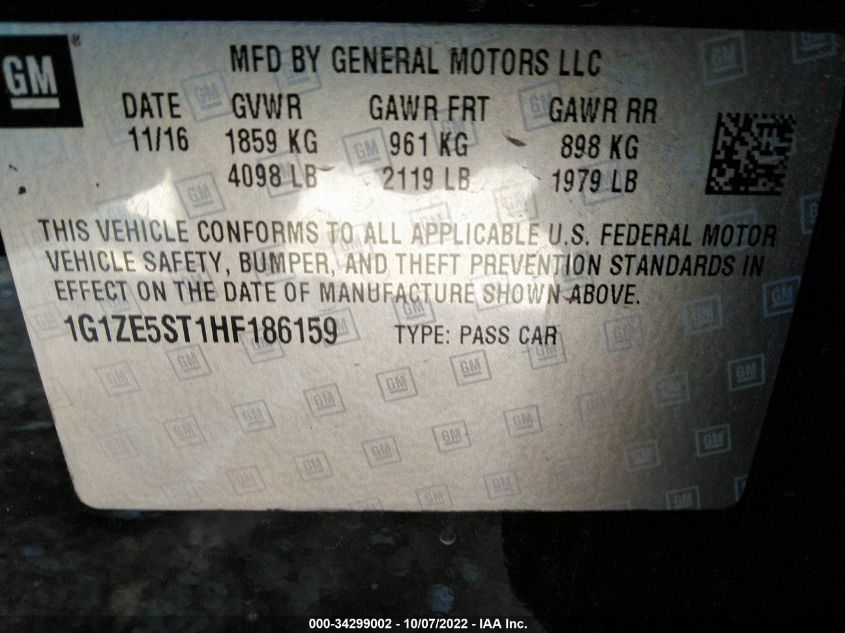 GM ®
MFD BY GENERAL MOTORS LLC
DATE GVWR GAWR FRT GAWR RR
11/16 1859 KG 961 KG 898 KG
4098 LB 2119 LB 1979 LB
THIS VEHICLE CONFORMS TO ALL APPLICABLE U.S. FEDERAL MOTOR
VEHICLE SAFETY, BUMPER, AND THEFT PREVENTION STANDARDS IN
EFFECT ON THE DATE OF MANUFACTURE SHOWN ABOVE.
1G1ZE5ST1HF186159 TYPE: PASS CAR
000-34299002 - 10/07/2022 - IAA Inc.